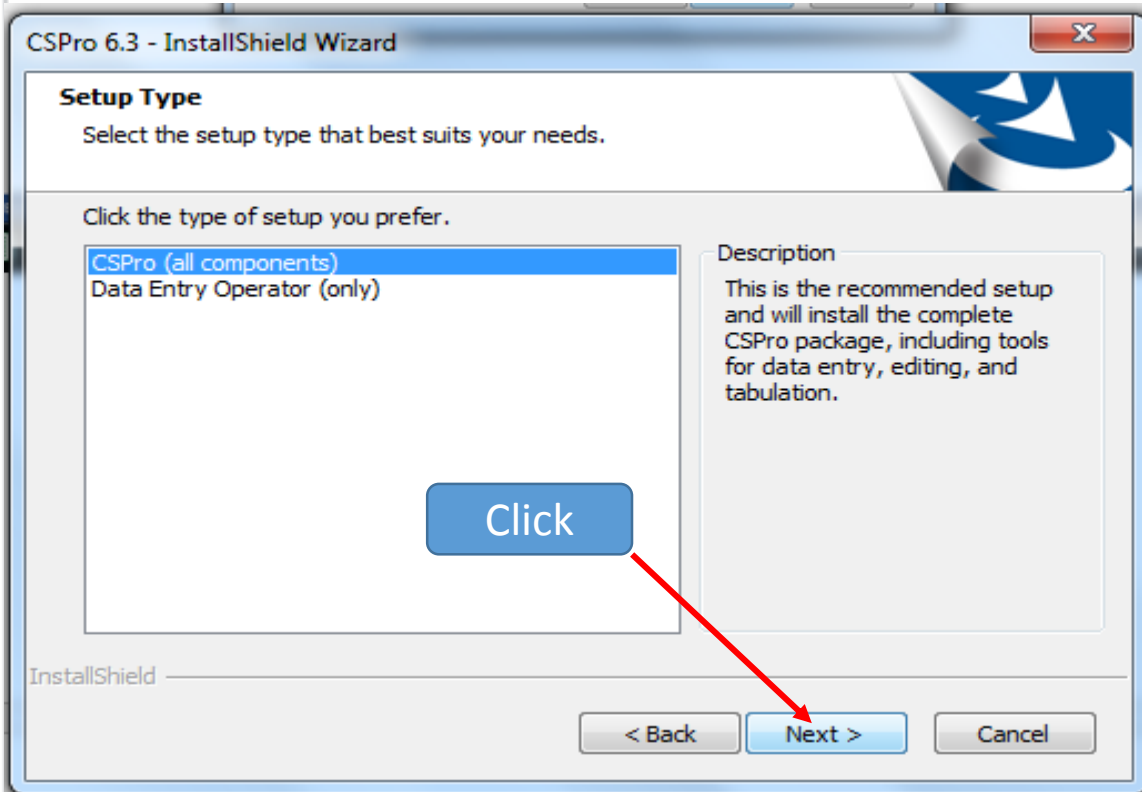 CSPro 6.3 - InstallShield Wizard
Setup Type
Select the setup type that best suits your needs.
Click the type of setup you prefer.
CSPro (all components)
Data Entry Operator (only)
Description
This is the recommended setup
and will install the complete
CSPro package, including tools
for data entry, editing, and
tabulation.
Click
InstallShield
< Back
Next >
Cancel